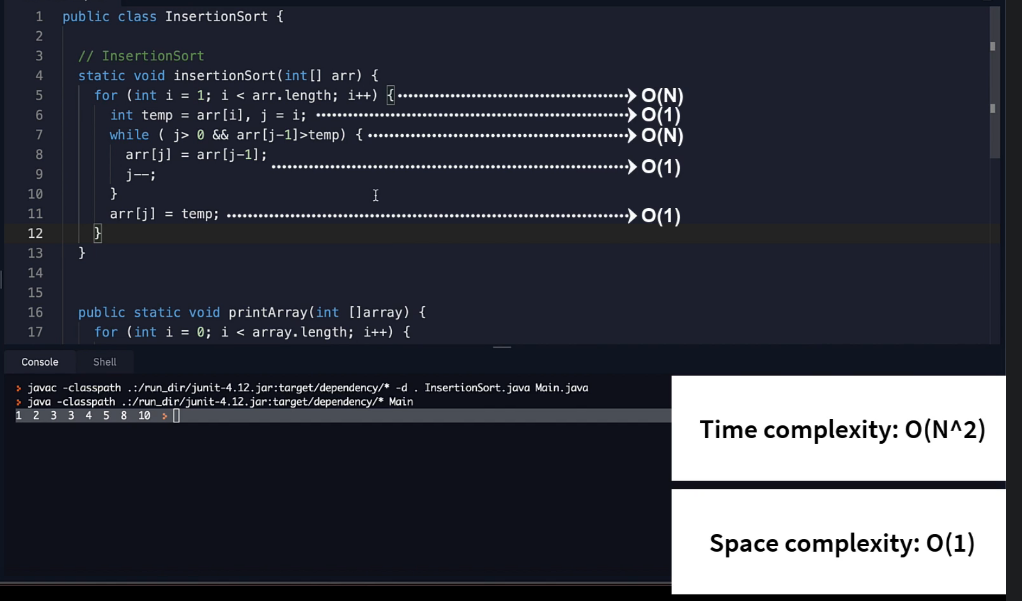 1 public class InsertionSort {
2
3 // InsertionSort
4 static void insertionSort(int[] arr) {
5 for (int i = 1; i < arr.length; i++) { O(N)
6 int temp = arr[i], j = i; O(1)
7 while ( j> 0 && arr[j-1]>temp) { O(N)
8 arr[j] = arr[j-1];
O(1)
9 j--;
10 }
11 arr[j] = temp; O(1)
12 }
13 }
14
15
16 public static void printArray(int []array) {
17 for (int i = 0; i < array.length; i++) {
Console Shell
> javac -classpath .:/run_dir/junit-4.12.jar:target/dependency/* -d . InsertionSort.java Main.java
> java -classpath .:/run_dir/junit-4.12.jar:target/dependency/* Main
1 2 3 3 4 5 8 10 >
Time complexity: O(N^2)
Space complexity: O(1)